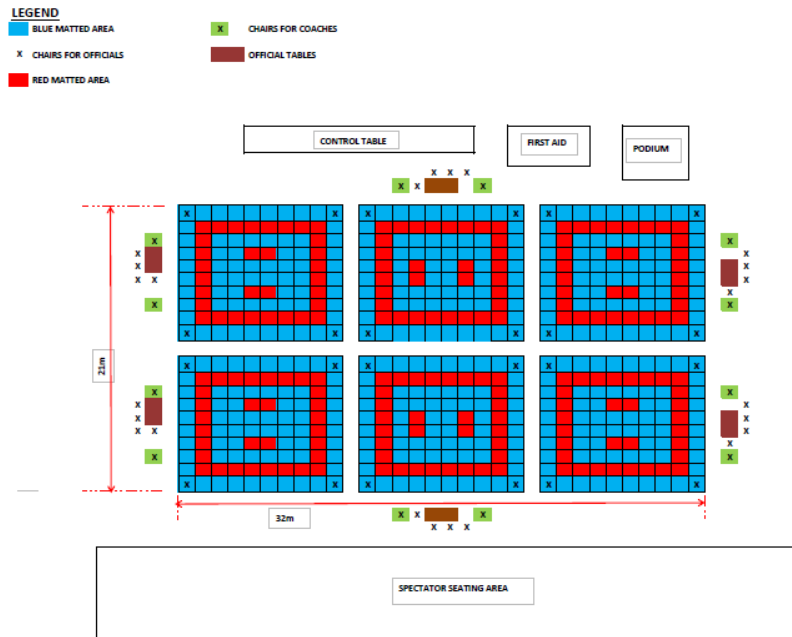 LEGEND
BLUE MATTED AREA
x CHAIRS FOR COACHES
x CHAIRS FOR OFFICIALS
OFFICIAL TABLES
RED MATTED AREA
CONTROL TABLE
FIRST AID
PODIUM
x x x
x x x
x x x x
x x
x x
x x
x x x
x
x x
x x x x
21m
x x x x
x x
x x
x x
x x x
x
x x
x x x x
32m
x x x
x x x
SPECTATOR SEATING AREA